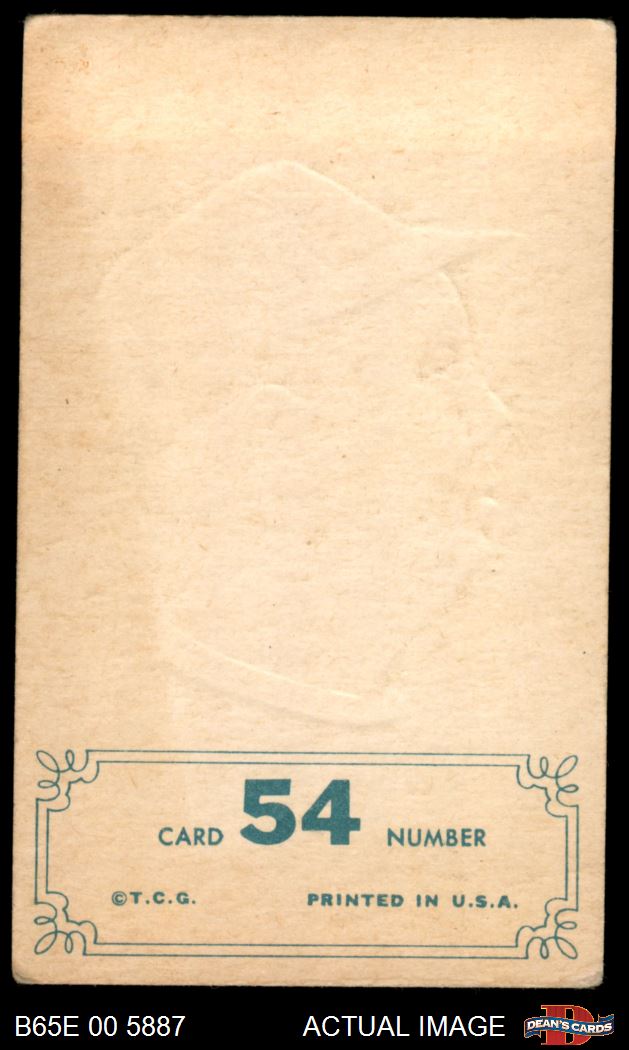 CARD 54 NUMBER
©T.C.G. PRINTED IN U.S.A.
B65E 00 5887 ACTUAL IMAGE DEAN'S CARDS